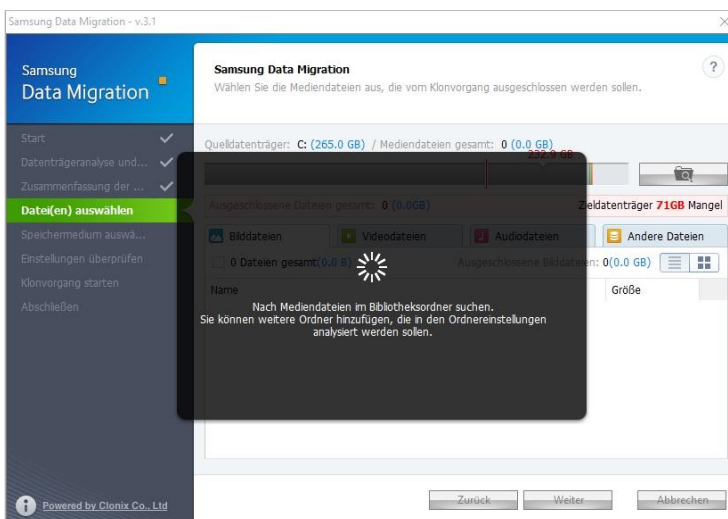 Samsung Data Migration - v.3.1
Samsung
Data Migration
Samsung Data Migration
Wählen Sie die Mediendateien aus, die vom Klonvorgang ausgeschlossen werden sollen.
?
Start
Datenträgeranalyse und...
Zusammenfassung der ...
Datei(en) auswählen
Speichermedium auswä...
Einstellungen überprüfen
Klonvorgang starten
Abschließen
Quelldatenträger: C: (265.0 GB) / Mediendateien gesamt: 0 (0.0 GB)
232.9 GB
Ausgeschlossene Dateien gesamt: 0 (0.0GB)
Zieldatenträger 71GB Mangel
Bilddateien
Videodateien
Audiodateien
Andere Dateien
0 Dateien gesamt(0.0 B)
Ausgeschlossene Bilddateien: 0(0.0 GB)
Name
Größe
Nach Mediendateien im Bibliotheksordner suchen.
Sie können weitere Ordner hinzufügen, die in den Ordnereinstellungen
analysiert werden sollen.
Powered by Clonix Co., Ltd
Zurück
Weiter
Abbrechen